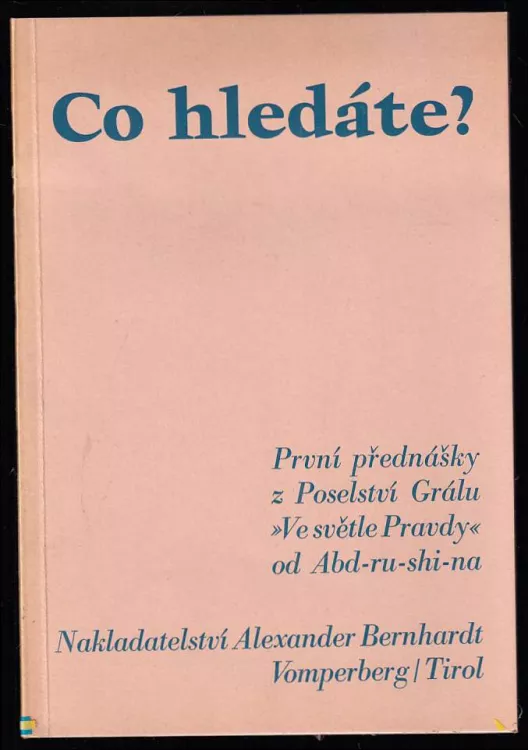 Co hledáte?
První přednášky
z Poselství Grálu
»Ve světle Pravdy«
od Abd-ru-shi-na
Nakladatelství Alexander Bernhardt
Vomperberg / Tirol